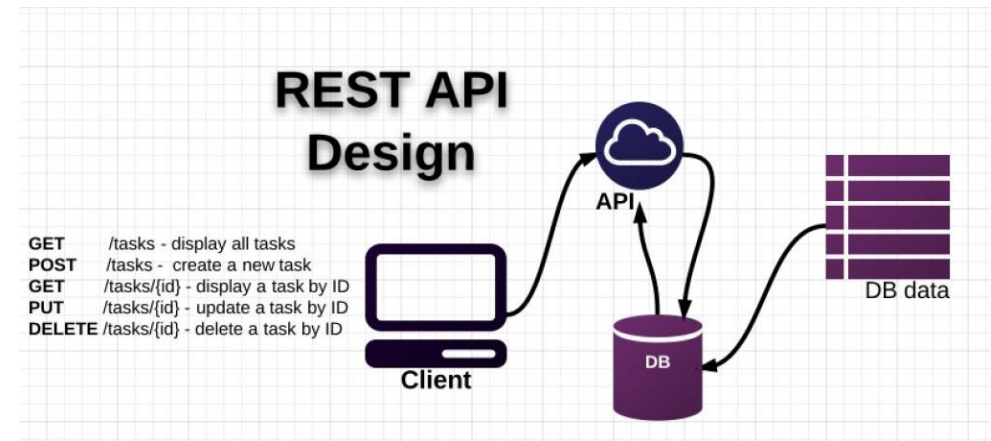 REST API
Design
API
GET /tasks - display all tasks
POST /tasks - create a new task
GET /tasks/{id} - display a task by ID
PUT /tasks/{id} - update a task by ID
DELETE /tasks/{id} - delete a task by ID
DB data
DB
Client